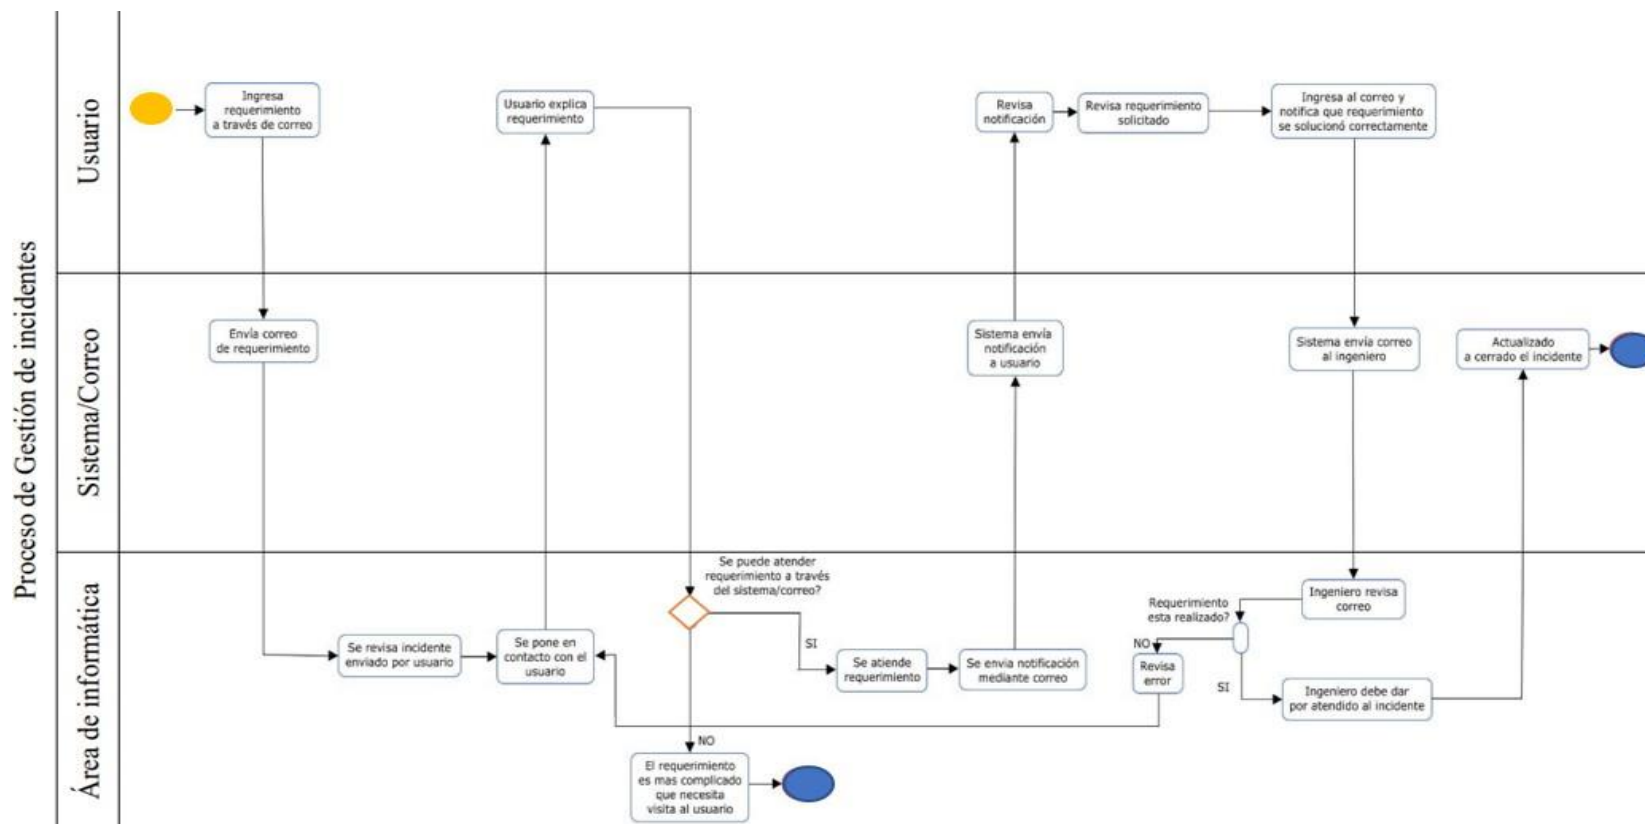 Proceso de Gestión de incidentes
Usuario
Ingresa
requerimiento
a través de correo
Usuario explica
requerimiento
Revisa
notificación
Revisa requerimiento
solicitado
Ingresa al correo y
notifica que requerimiento
se solucionó correctamente
Sistema/Correo
Envía correo
de requerimiento
Sistema envía
notificación
a usuario
Sistema envía correo
al ingeniero
Actualizado
a cerrado el incidente
Área de informática
Se revisa incidente
enviado por usuario
Se pone en
contacto con el
usuario
Se puede atender
requerimiento a través
del sistema/correo?
SI
NO
Se atiende
requerimiento
Se envia notificación
mediante correo
El requerimiento
es mas complicado
que necesita
visita al usuario
Ingeniero revisa
correo
Requerimiento
esta realizado?
NO
Revisa
error
SI
Ingeniero debe dar
por atendido al incidente